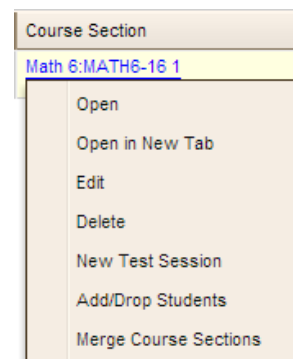 Course Section
Math 6:MATH6-16 1
Open
Open in New Tab
Edit
Delete
New Test Session
Add/Drop Students
Merge Course Sections